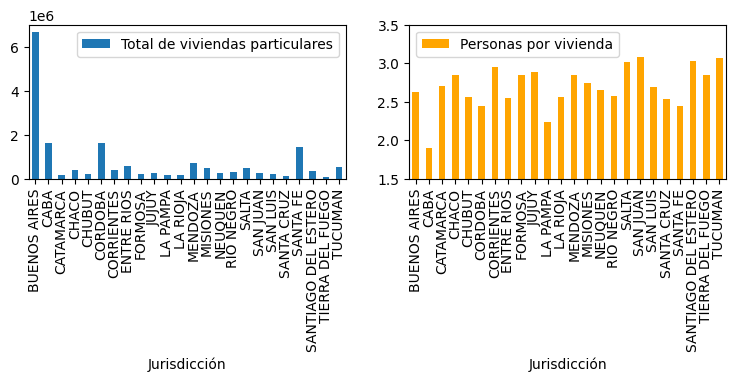 1e6
Total de viviendas particulares
6
4
2
0
BUENOS AIRES
CABA
CATAMARCA
CHACO
CHUBUT
CORDOBA
CORRIENTES
ENTRE RIOS
FORMOSA
JUJUY
LA PAMPA
LA RIOJA
MENDOZA
MISIONES
NEUQUEN
RIO NEGRO
SALTA
SAN JUAN
SAN LUIS
SANTA CRUZ
SANTA FE
SANTIAGO DEL ESTERO
TIERRA DEL FUEGO
TUCUMAN
Jurisdicción
Personas por vivienda
3.5
3.0
2.5
2.0
1.5
BUENOS AIRES
CABA
CATAMARCA
CHACO
CHUBUT
CORDOBA
CORRIENTES
ENTRE RIOS
FORMOSA
JUJUY
LA PAMPA
LA RIOJA
MENDOZA
MISIONES
NEUQUEN
RIO NEGRO
SALTA
SAN JUAN
SAN LUIS
SANTA CRUZ
SANTA FE
SANTIAGO DEL ESTERO
TIERRA DEL FUEGO
TUCUMAN
Jurisdicción